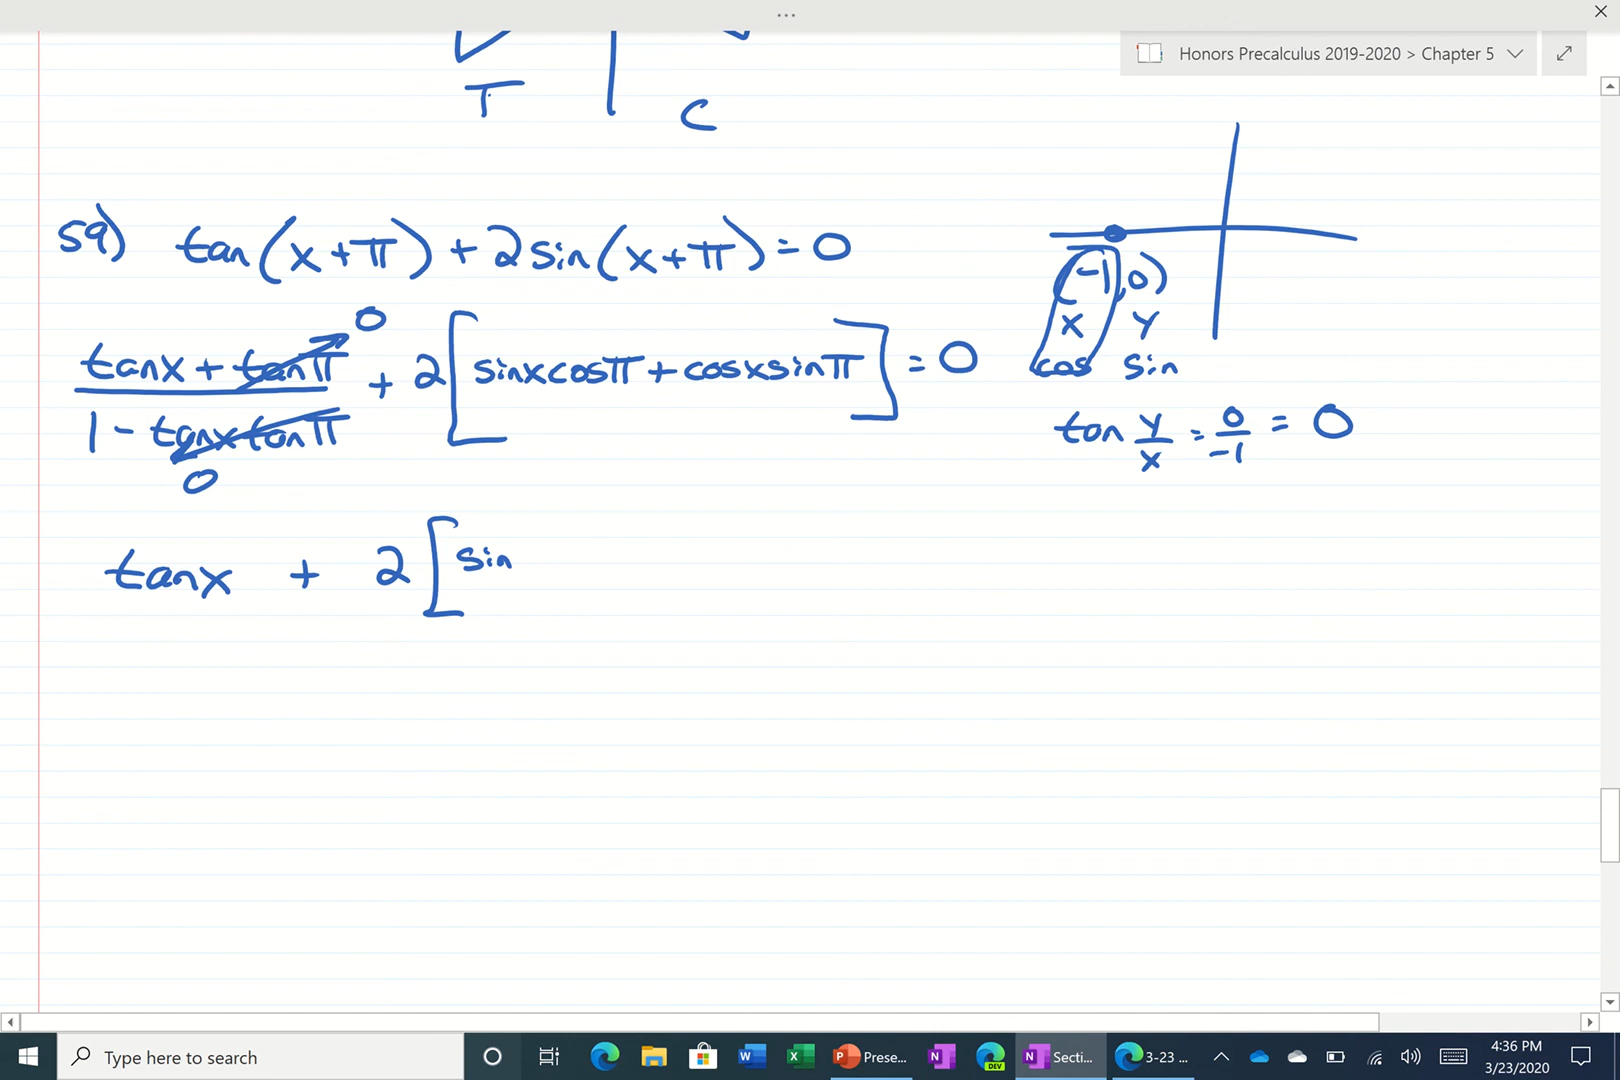 Honors Precalculus 2019-2020 > Chapter 5
T
C
59) tan(x+π) + 2sin(x+π) = 0
(-1,0)
x y
cos sin
0
tanx + tanπ
1 - tanx tanπ
0
+ 2[sinxcosπ + cosxsinπ] = 0
tan y/x = 0/-1 = 0
tanx + 2[sin
Type here to search
Prese...
DEV
Secti...
3-23 ...
4:36 PM
3/23/2020